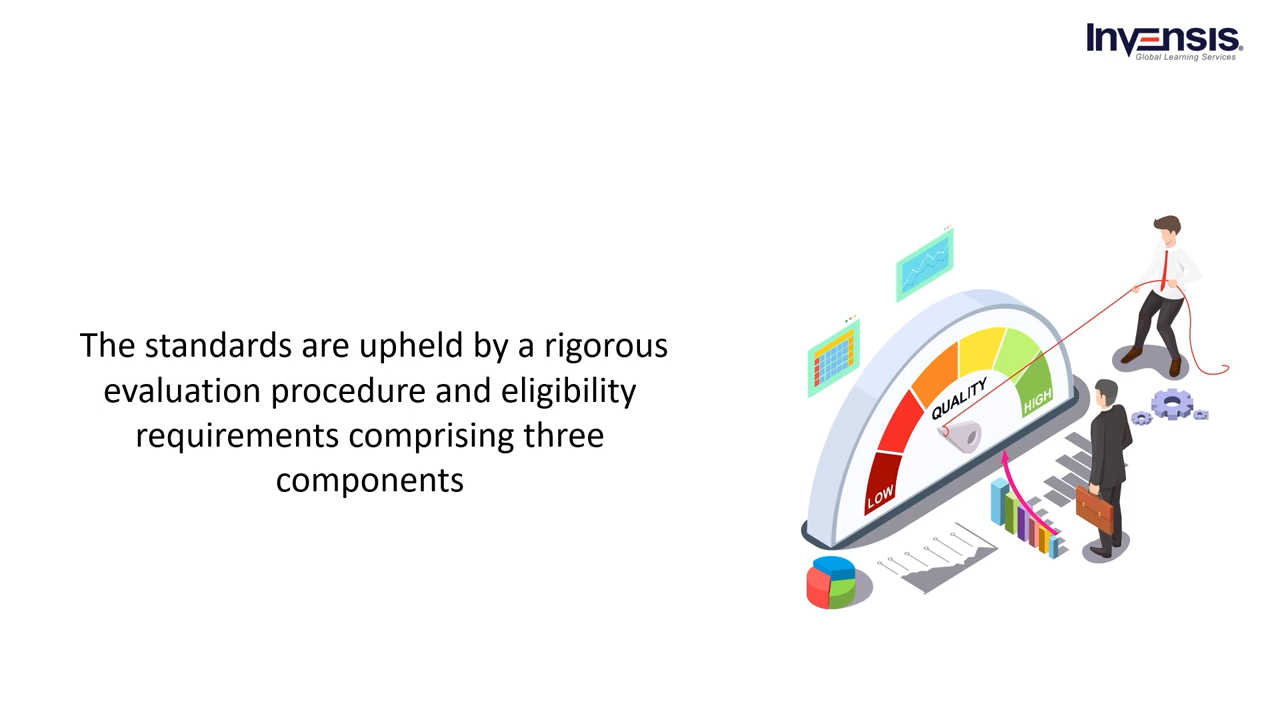 Invensis®
Global Learning Services
The standards are upheld by a rigorous
evaluation procedure and eligibility
requirements comprising three
components
QUALITY
HIGH
LOW